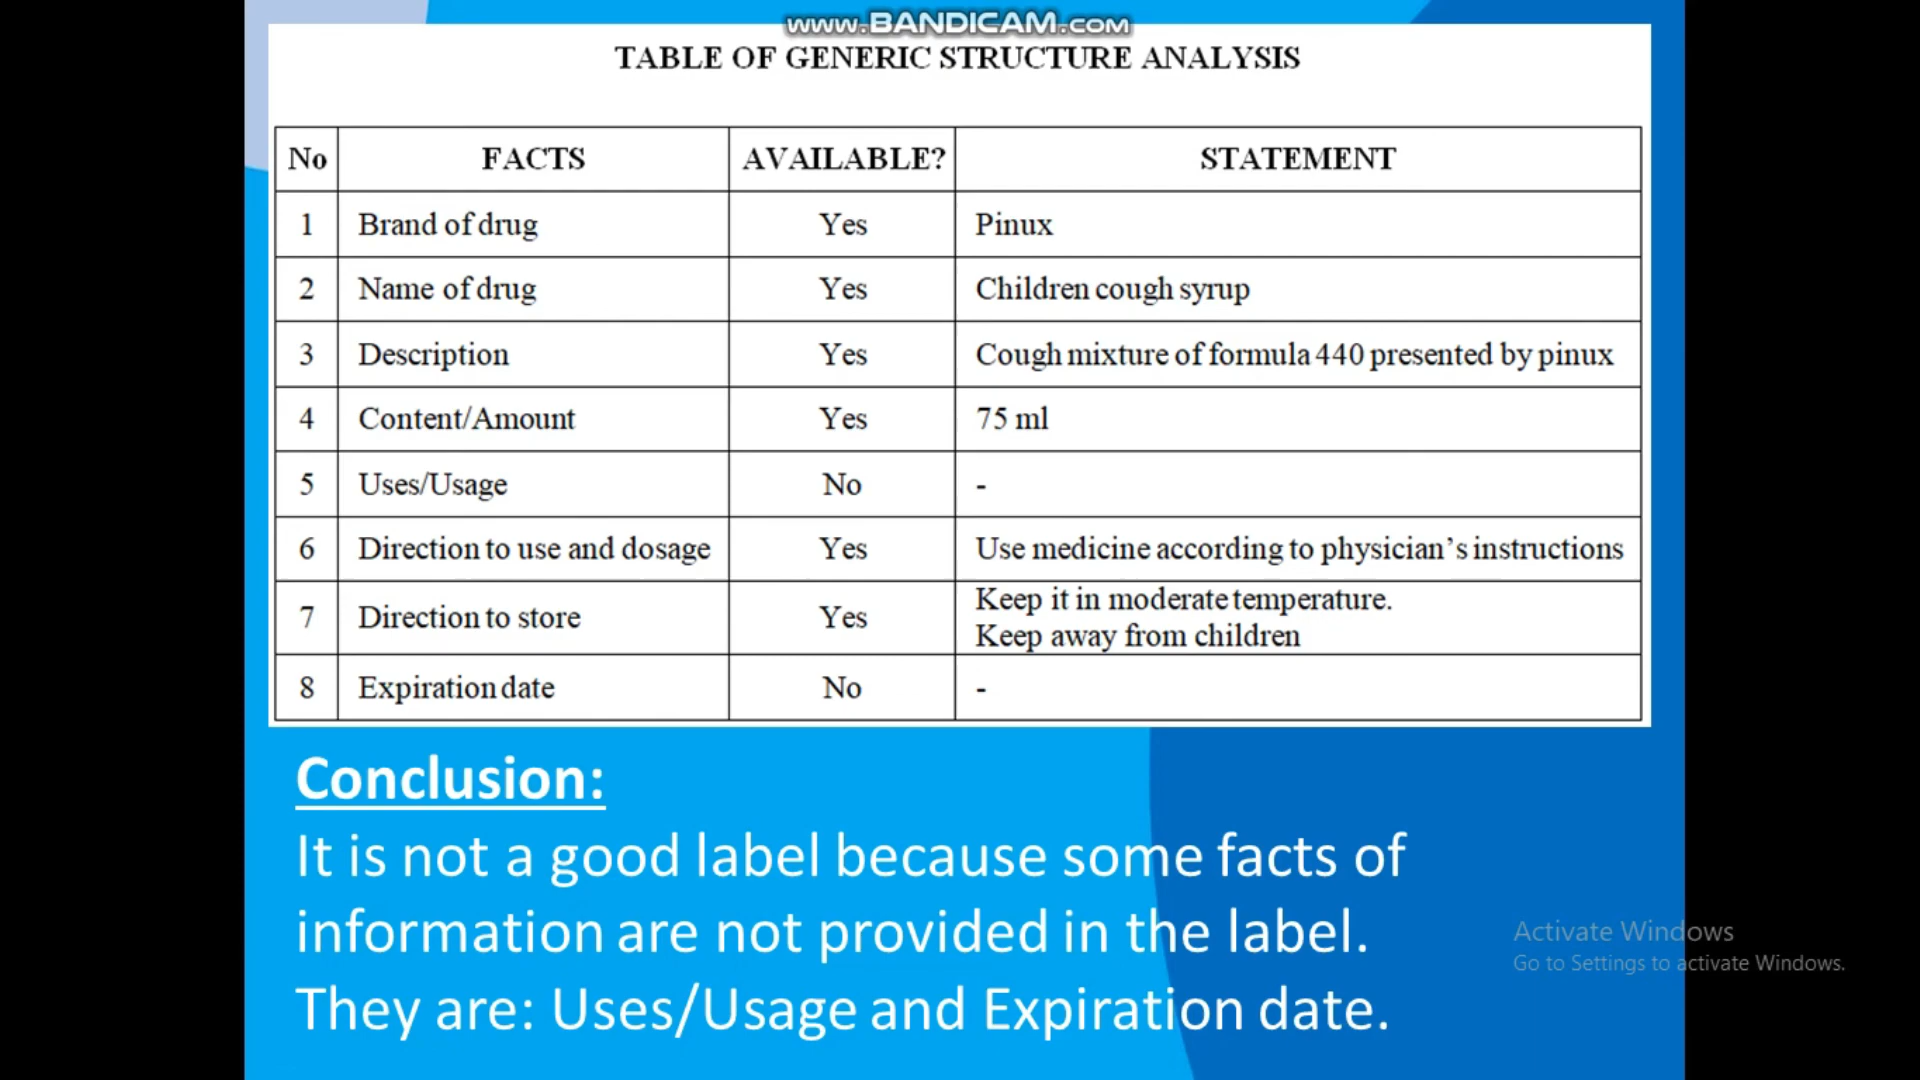 www.BANDICAM.com
TABLE OF GENERIC STRUCTURE ANALYSIS
No FACTS AVAILABLE? STATEMENT
1 Brand of drug Yes Pinux
2 Name of drug Yes Children cough syrup
3 Description Yes Cough mixture of formula 440 presented by pinux
4 Content/Amount Yes 75 ml
5 Uses/Usage No -
6 Direction to use and dosage Yes Use medicine according to physician’s instructions
7 Direction to store Yes Keep it in moderate temperature.
Keep away from children
8 Expiration date No -
Conclusion:
It is not a good label because some facts of
information are not provided in the label.
They are: Uses/Usage and Expiration date.
Activate Windows
Go to Settings to activate Windows.